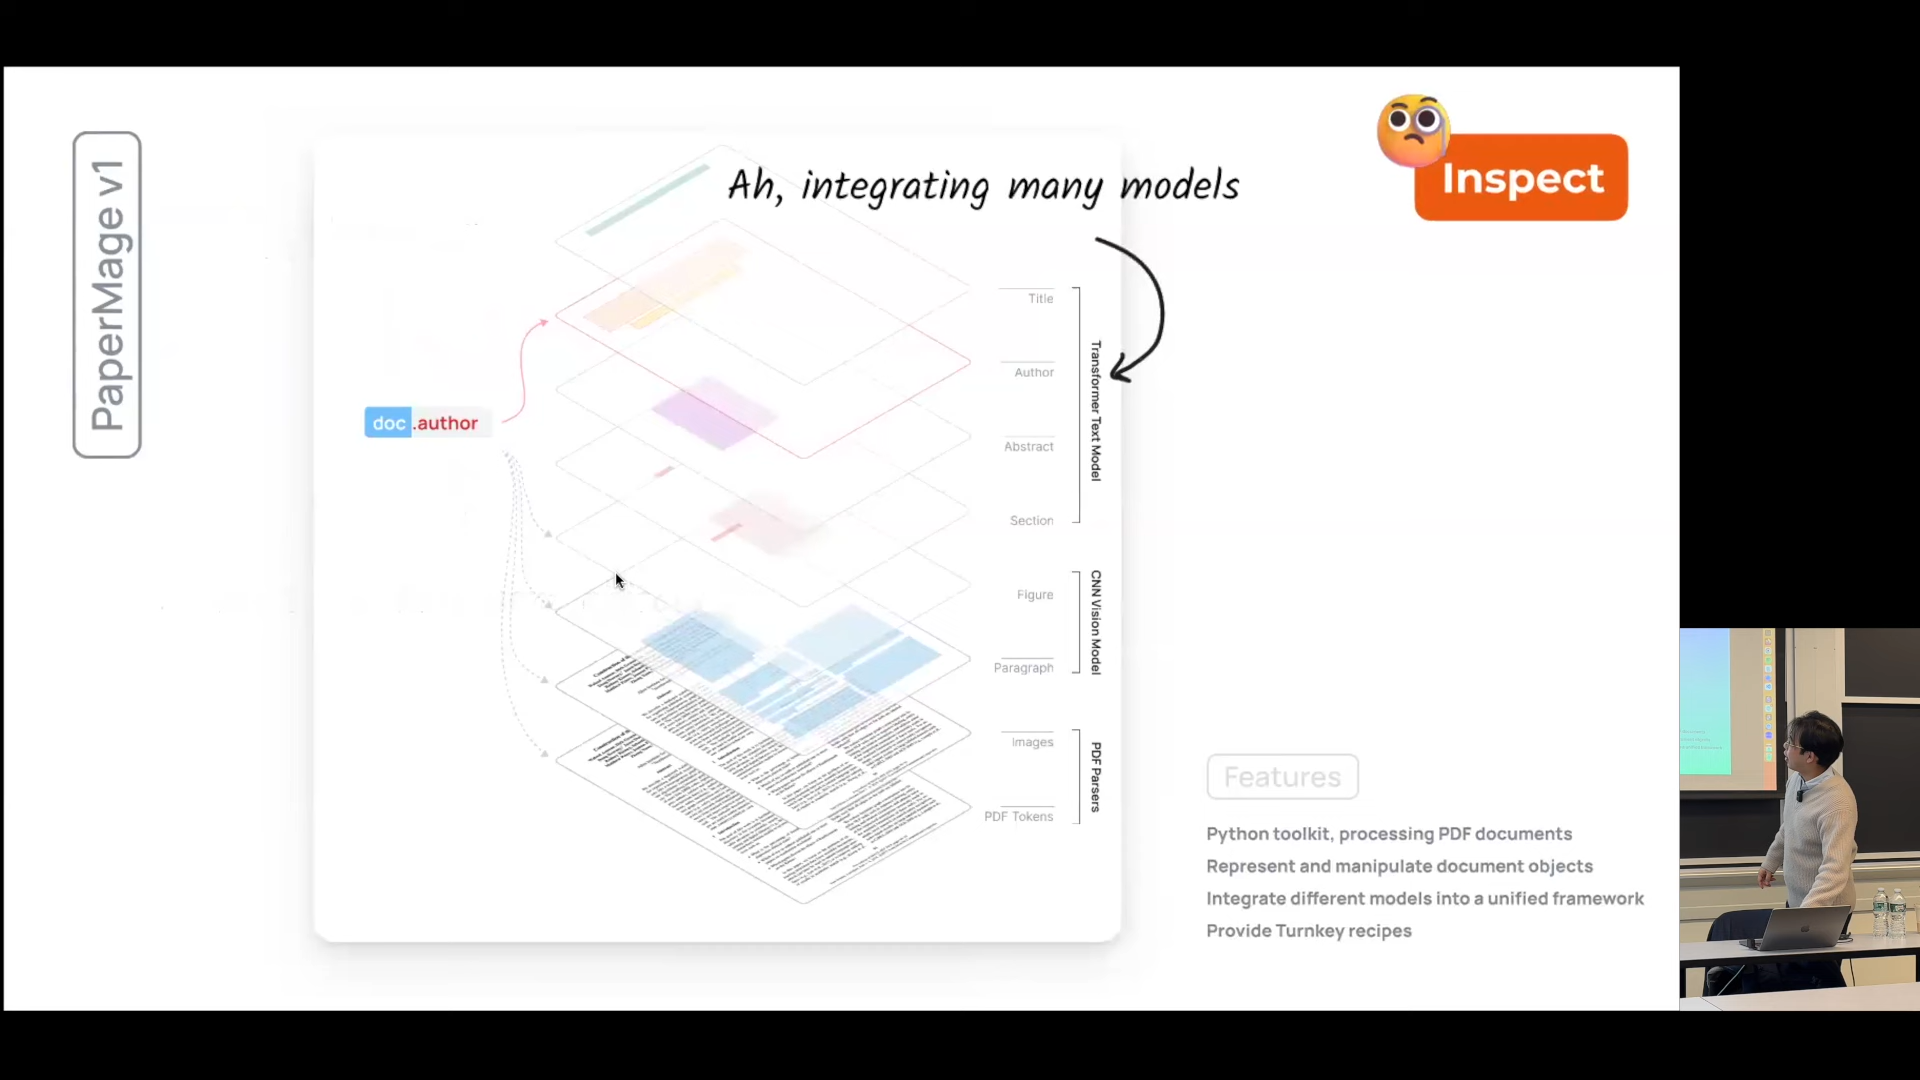 PaperMage v1
Ah, integrating many models
Inspect
doc.author
Title
Author
Abstract
Section
Figure
Paragraph
Images
PDF Tokens
Transformer Text Model
CNN Vision Model
PDF Parsers
Features
Python toolkit, processing PDF documents
Represent and manipulate document objects
Integrate different models into a unified framework
Provide Turnkey recipes